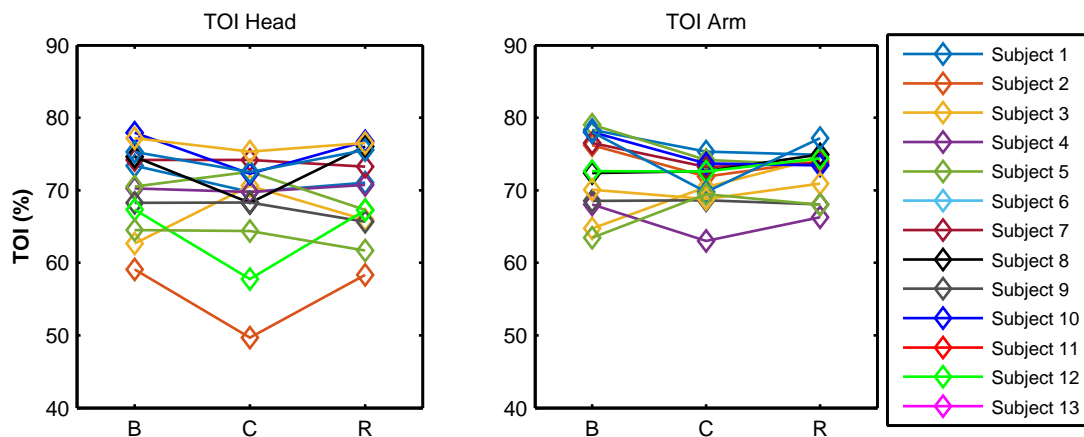 TOI Head
TOI (%)
90
80
70
60
50
40
B C R
TOI Arm
90
80
70
60
50
40
B C R
Subject 1
Subject 2
Subject 3
Subject 4
Subject 5
Subject 6
Subject 7
Subject 8
Subject 9
Subject 10
Subject 11
Subject 12
Subject 13